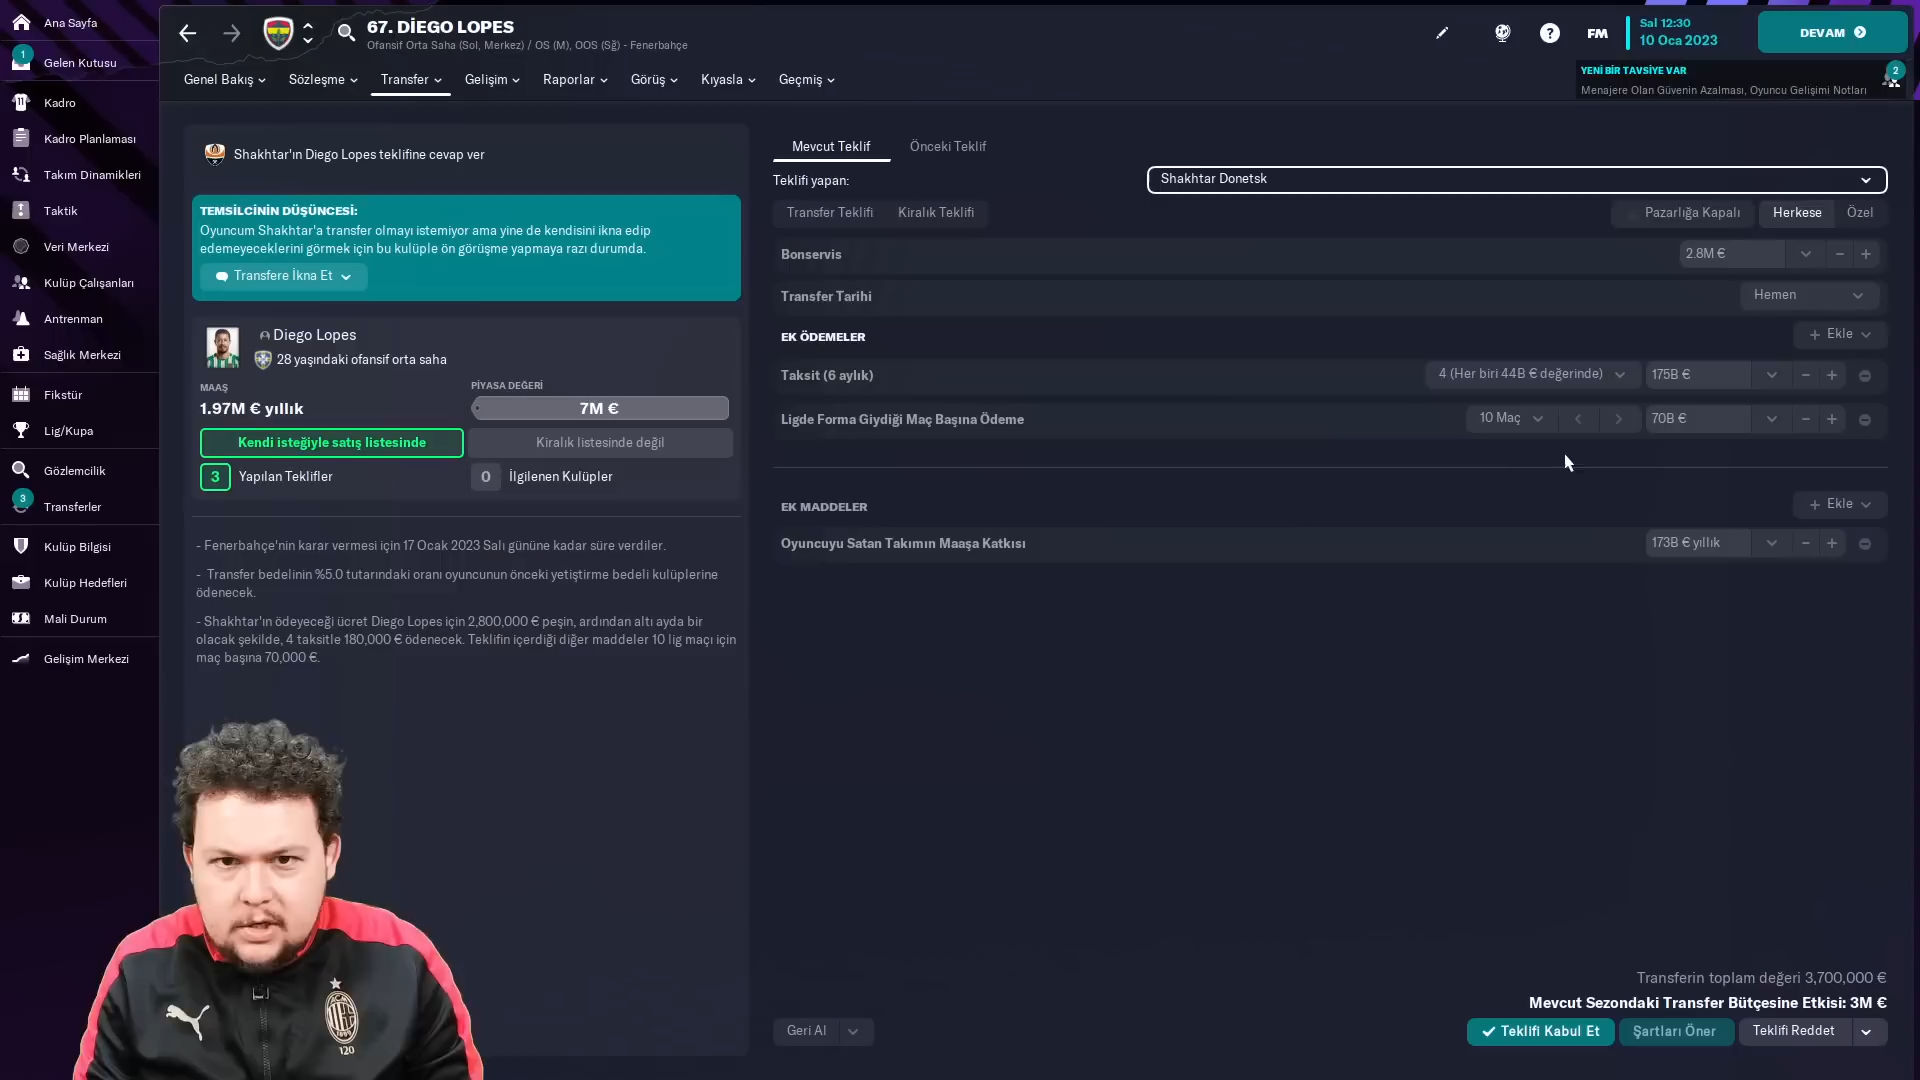 Ana Sayfa
1
Gelen Kutusu
Kadro
Kadro Planlaması
Takım Dinamikleri
Taktik
Veri Merkezi
Kulüp Çalışanları
Antrenman
Sağlık Merkezi
Fikstür
Lig/Kupa
Gözlemcilik
3
Transferler
Kulüp Bilgisi
Kulüp Hedefleri
Mali Durum
Gelişim Merkezi
67. DİEGO LOPES
Ofansif Orta Saha (Sol, Merkez) / OS (M), OOS (Sğ) - Fenerbahçe
FM
Sal 12:30
10 Oca 2023
DEVAM
Genel Bakış
Sözleşme
Transfer
Gelişim
Raporlar
Görüş
Kıyasla
Geçmiş
YENİ BİR TAVSİYE VAR
2
Menajere Olan Güvenin Azalması, Oyuncu Gelişimi Notları
Shakhtar'ın Diego Lopes teklifine cevap ver
TEMSİLCİNİN DÜŞÜNCESİ:
Oyuncum Shakhtar'a transfer olmayı istemiyor ama yine de kendisini ikna edip
edemeyeceklerini görmek için bu kulüple ön görüşme yapmaya razı durumda.
Transfere İkna Et
Diego Lopes
28 yaşındaki ofansif orta saha
MAAŞ
PİYASA DEĞERİ
1.97M € yıllık
7M €
Kendi isteğiyle satış listesinde
Kiralık listesinde değil
3 Yapılan Teklifler
0 İlgilenen Kulüpler
- Fenerbahçe'nin karar vermesi için 17 Ocak 2023 Salı gününe kadar süre verdiler.
- Transfer bedelinin %5.0 tutarındaki oranı oyuncunun önceki yetiştirme bedeli kulüplerine
ödenecek.
- Shakhtar'ın ödeyeceği ücret Diego Lopes için 2,800,000 € peşin, ardından altı ayda bir
olacak şekilde, 4 taksitle 180,000 € ödenecek. Teklifin içerdiği diğer maddeler 10 lig maçı için
maç başına 70,000 €.
Mevcut Teklif
Önceki Teklif
Teklifi yapan:
Shakhtar Donetsk
Transfer Teklifi
Kiralık Teklifi
Pazarlığa Kapalı
Herkese
Özel
Bonservis
2.8M €
Transfer Tarihi
Hemen
EK ÖDEMELER
Ekle
Taksit (6 aylık)
4 (Her biri 44B € değerinde)
175B €
Ligde Forma Giydiği Maç Başına Ödeme
10 Maç
70B €
EK MADDELER
Ekle
Oyuncuyu Satan Takımın Maaşa Katkısı
173B € yıllık
Transferin toplam değeri 3,700,000 €
Mevcut Sezondaki Transfer Bütçesine Etkisi: 3M €
Geri Al
Teklifi Kabul Et
Şartları Öner
Teklifi Reddet
120